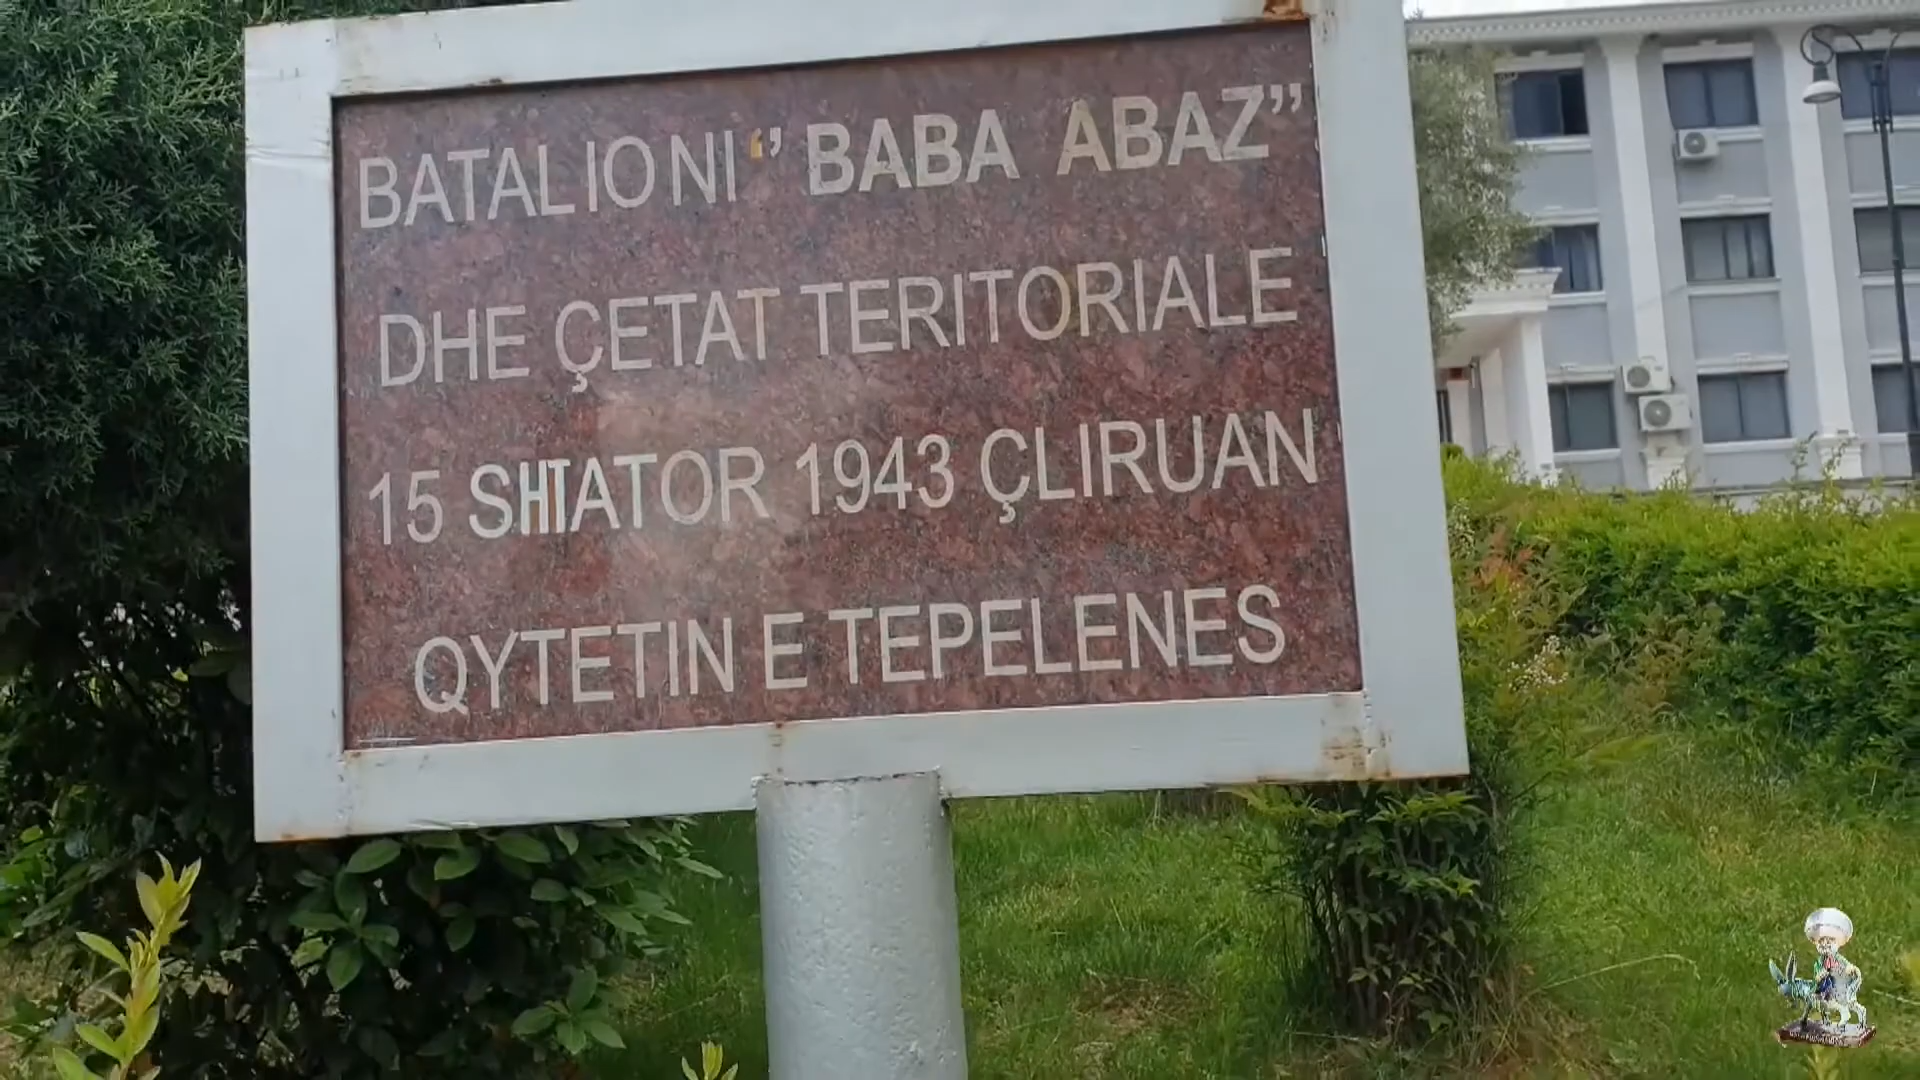 BATALIONI “ BABA ABAZ”
DHE ÇETAT TERITORIALE
15 SHTATOR 1943 ÇLIRUAN
QYTETIN E TEPELENES